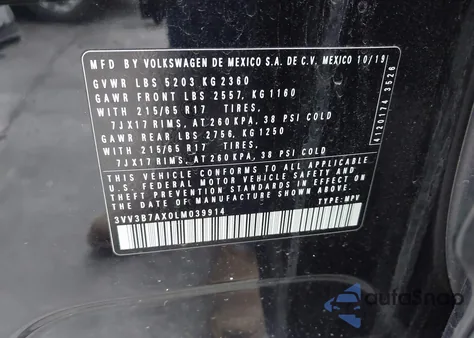 MFD BY VOLKSWAGEN DE MEXICO S.A. DE C.V. MEXICO 10/19
GVWR LBS 5203 KG 2360
GAWR FRONT LBS 2557, KG 1160
WITH 215/65 R17 TIRES,
7JX17 RIMS, AT 260 KPA, 38 PSI COLD
GAWR REAR LBS 2756, KG 1250
WITH 215/65 R17 TIRES,
7JX17 RIMS, AT 260 KPA, 38 PSI COLD
THIS VEHICLE CONFORMS TO ALL APPLICABLE
U.S. FEDERAL MOTOR VEHICLE SAFETY AND
THEFT PREVENTION STANDARDS IN EFFECT ON
THE DATE OF MANUFACTURE SHOWN ABOVE.
3VV3B7AX0LM039914 TYPE: MPV
4120174 3526
autoSnap